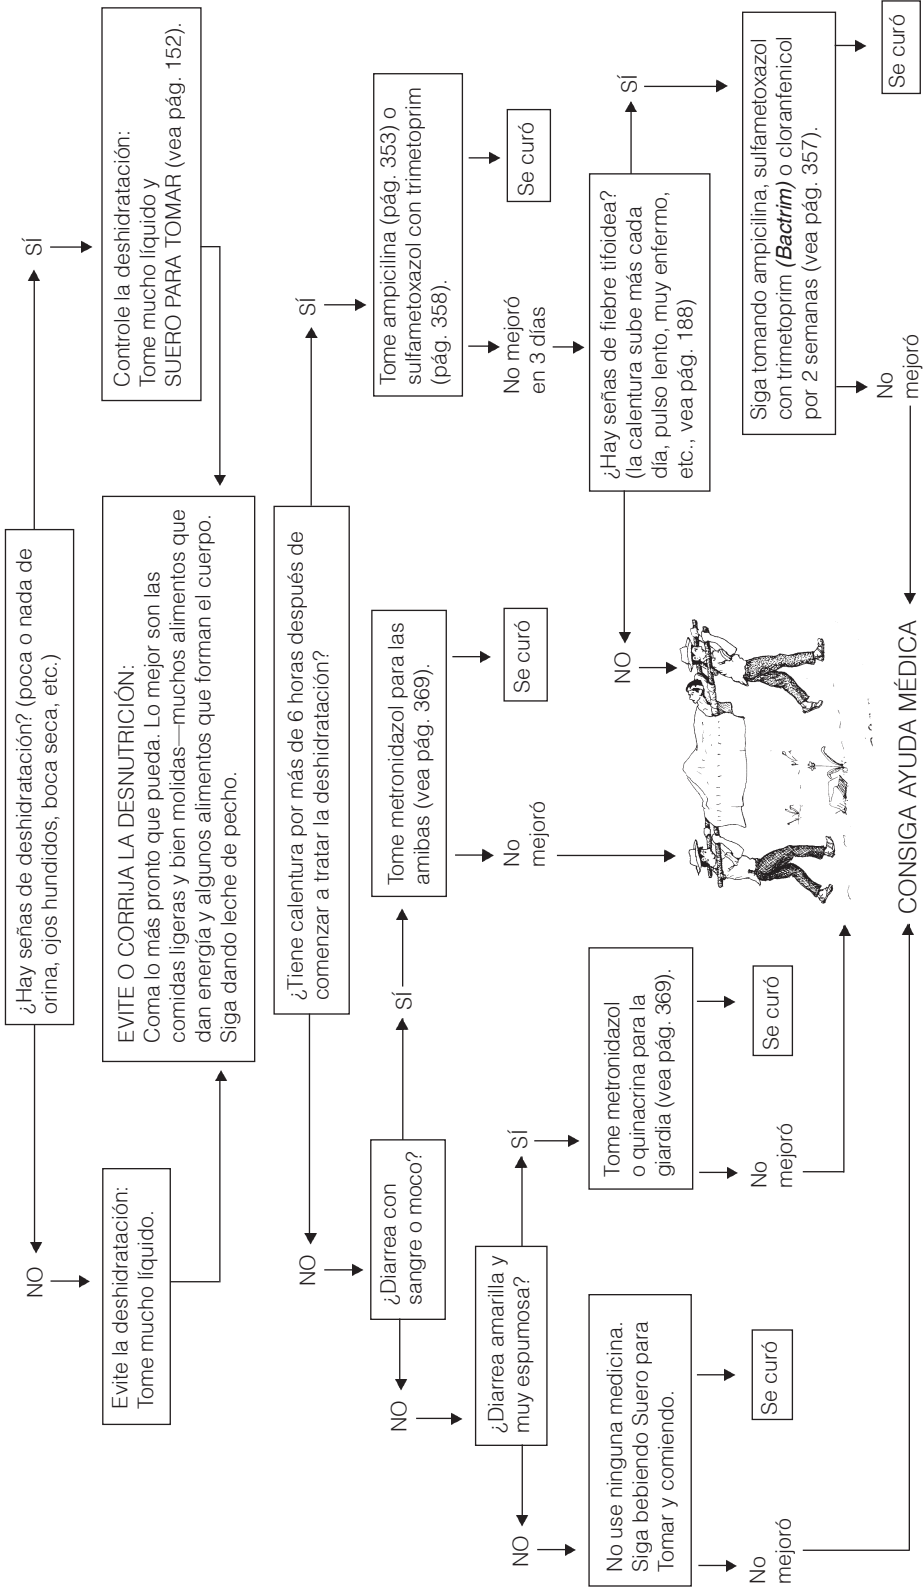 ¿Hay señas de deshidratación? (poca o nada de
orina, ojos hundidos, boca seca, etc.)
NO
SÍ
Evite la deshidratación:
Tome mucho líquido.
Controle la deshidratación:
Tome mucho líquido y
SUERO PARA TOMAR (vea pág. 152).
EVITE O CORRIJA LA DESNUTRICIÓN:
Coma lo más pronto que pueda. Lo mejor son las
comidas ligeras y bien molidas—muchos alimentos que
dan energía y algunos alimentos que forman el cuerpo.
Siga dando leche de pecho.
¿Tiene calentura por más de 6 horas después de
comenzar a tratar la deshidratación?
NO
SÍ
¿Diarrea con
sangre o moco?
NO
SÍ
Tome metronidazol para las
amibas (vea pág. 369).
No
mejoró
Se curó
Tome ampicilina (pág. 353) o
sulfametoxazol con trimetoprim
(pág. 358).
No mejoró
en 3 días
Se curó
¿Diarrea amarilla y
muy espumosa?
NO
SÍ
¿Hay señas de fiebre tifoidea?
(la calentura sube más cada
día, pulso lento, muy enfermo,
etc., vea pág. 188)
NO
SÍ
No use ninguna medicina.
Siga bebiendo Suero para
Tomar y comiendo.
No
mejoró
Se curó
Tome metronidazol
o quinacrina para la
giardia (vea pág. 369).
No
mejoró
Se curó
Siga tomando ampicilina, sulfametoxazol
con trimetoprim (Bactrim) o cloranfenicol
por 2 semanas (vea pág. 357).
No
mejoró
Se curó
CONSIGA AYUDA MÉDICA